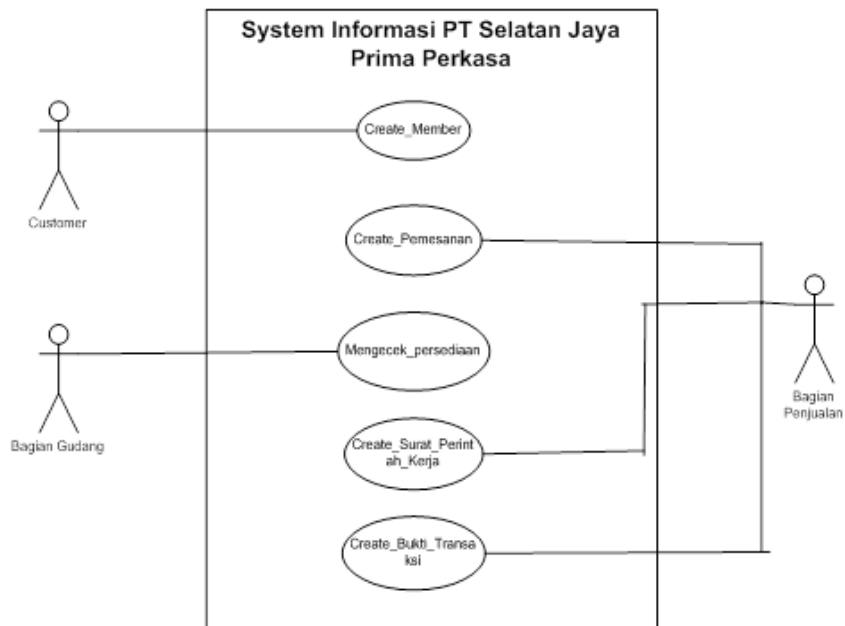 System Informasi PT Selatan Jaya
Prima Perkasa
Create_Member
Customer
Create_Pemesanan
Mengecek_persediaan
Bagian Gudang
Bagian
Penjualan
Create_Surat_Perint
ah_Kerja
Create_Bukti_Transa
ksi